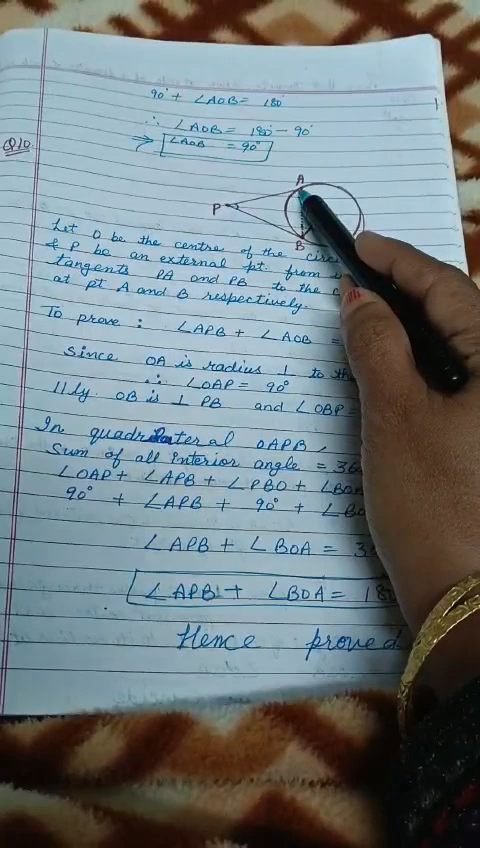 90° + ∠AOB = 180°
∴ ∠AOB = 180° - 90°
⇒ ∠AOB = 90°
Q10.
A
P
B
Let O be the centre of the circ
& P be an external pt. from
tangents PA and PB to the
at pt A and B respectively.
To prove : ∠APB + ∠AOB =
Since OA is radius ⊥ to th
∴ ∠OAP = 90°
||ly OB is ⊥ PB and ∠OBP =
In quadrilateral OAPB,
Sum of all interior angle = 36
∠OAP + ∠APB + ∠PBO + ∠BOA
90° + ∠APB + 90° + ∠BO
∠APB + ∠BOA = 3
∠APB + ∠BOA = 18
Hence proved